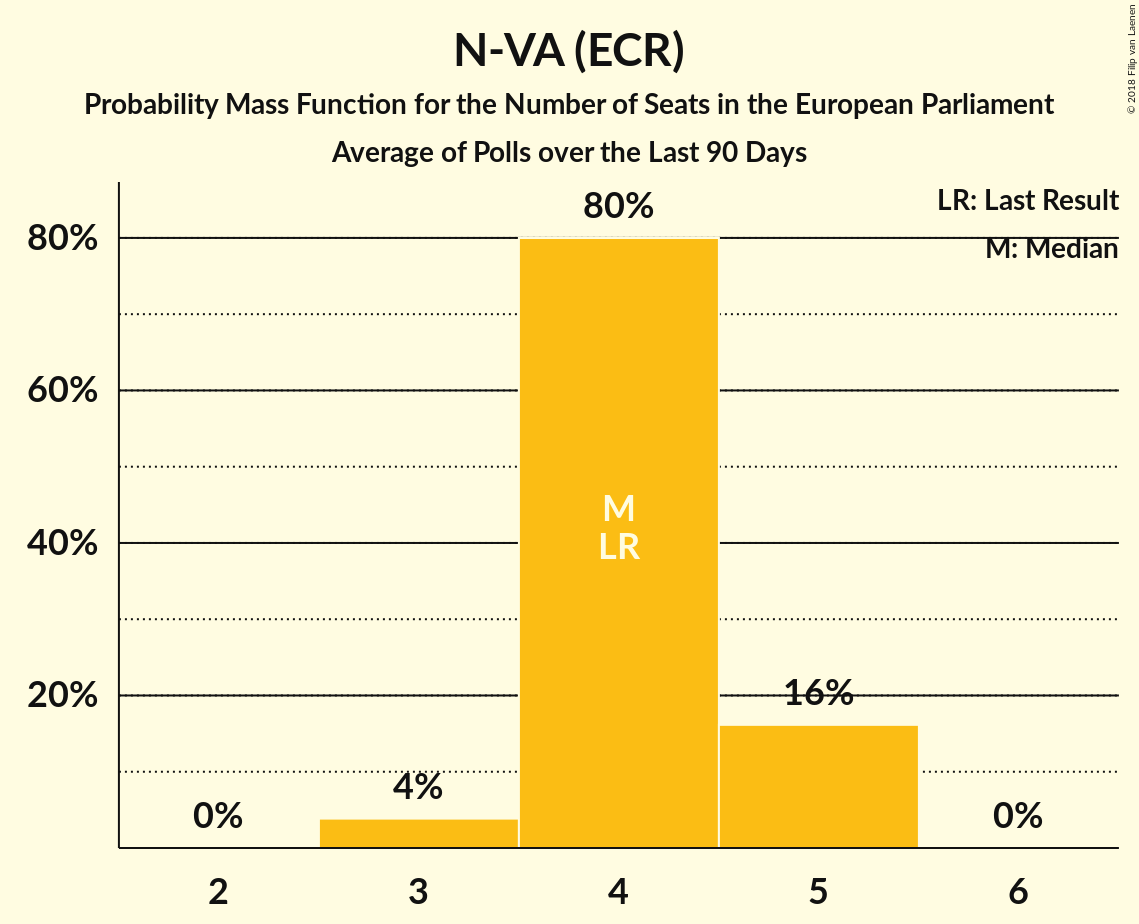 N-VA (ECR)
Probability Mass Function for the Number of Seats in the European Parliament
Average of Polls over the Last 90 Days
© 2018 Filip van Laenen
LR: Last Result
M: Median
80%
60%
40%
20%
0%
4%
80%
M
LR
16%
0%
2
3
4
5
6